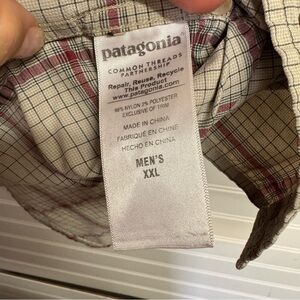 patagonia
COMMON THREADS
PARTNERSHIP
Repair, Reuse, Recycle
This Product
www.patagonia.com
98% NYLON 2% POLYESTER
EXCLUSIVE OF TRIM
MADE IN CHINA
FABRIQUÉ EN CHINE
HECHO EN CHINA
MEN'S
XXL